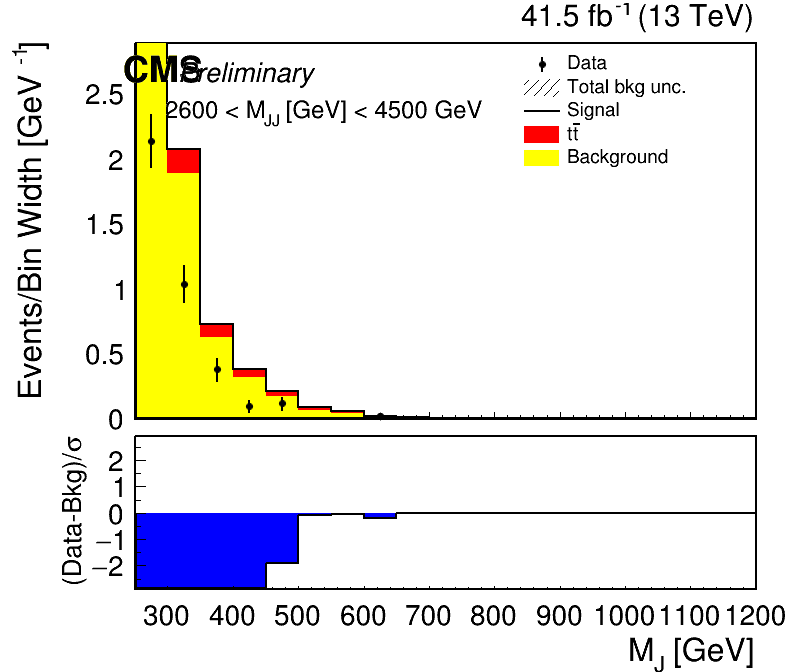 41.5 fb-1 (13 TeV)
CMS Preliminary
2600 < MJJ [GeV] < 4500 GeV
Data
Total bkg unc.
Signal
tt̄
Background
Events/Bin Width [GeV-1]
2.5
2
1.5
1
0.5
0
(Data-Bkg)/σ
2
1
0
−1
−2
300 400 500 600 700 800 900 1000 1100 1200
MJ [GeV]